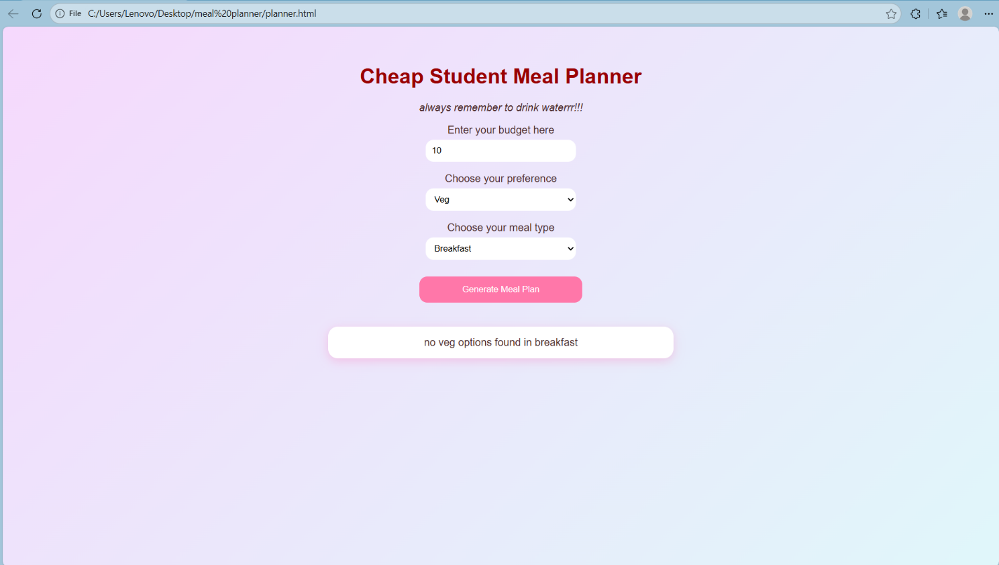 File C:/Users/Lenovo/Desktop/meal%20planner/planner.html
Cheap Student Meal Planner
always remember to drink waterrr!!!
Enter your budget here
10
Choose your preference
Veg
Choose your meal type
Breakfast
Generate Meal Plan
no veg options found in breakfast